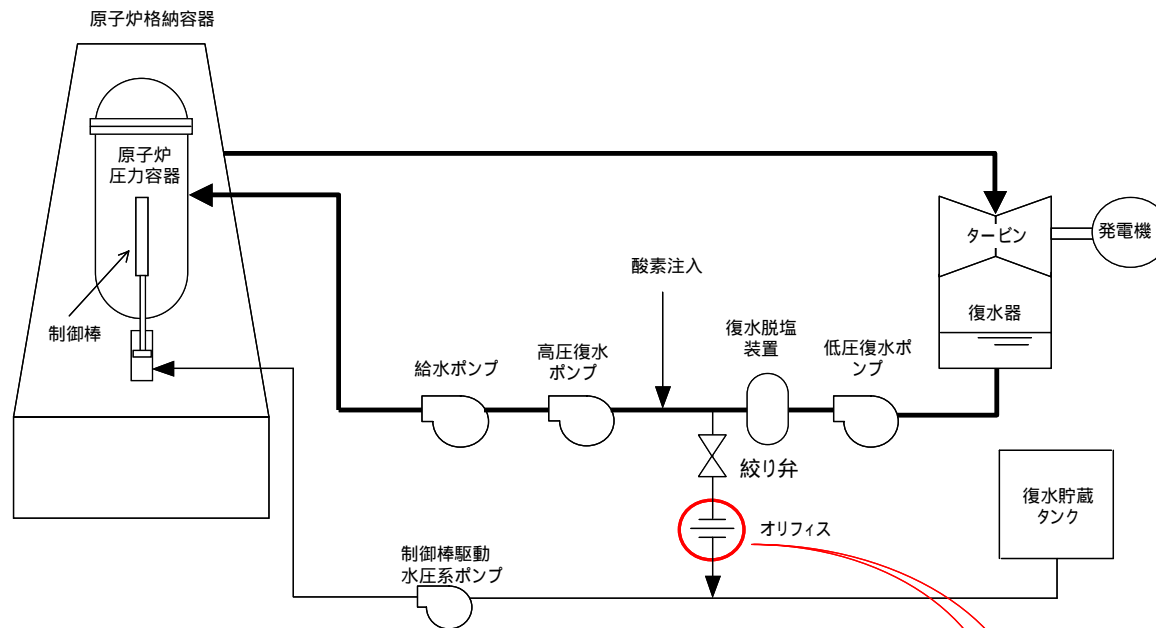 原子炉格納容器
原子炉
圧力容器
制御棒
タービン
発電機
復水器
酸素注入
復水脱塩
装置
低圧復水ポ
ンプ
高圧復水
ポンプ
給水ポンプ
絞り弁
オリフィス
復水貯蔵
タンク
制御棒駆動
水圧系ポンプ